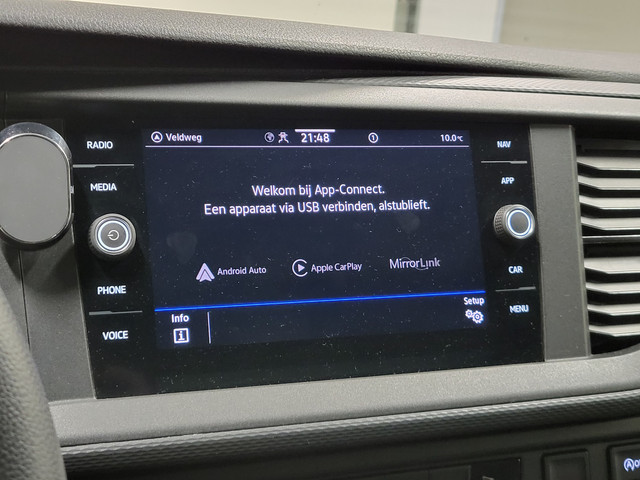 RADIO
MEDIA
PHONE
VOICE
Veldweg
21:48
1
10.0°C
Welkom bij App-Connect.
Een apparaat via USB verbinden, alstublieft.
Android Auto
Apple CarPlay
MirrorLink
Info
Setup
NAV
APP
CAR
MENU